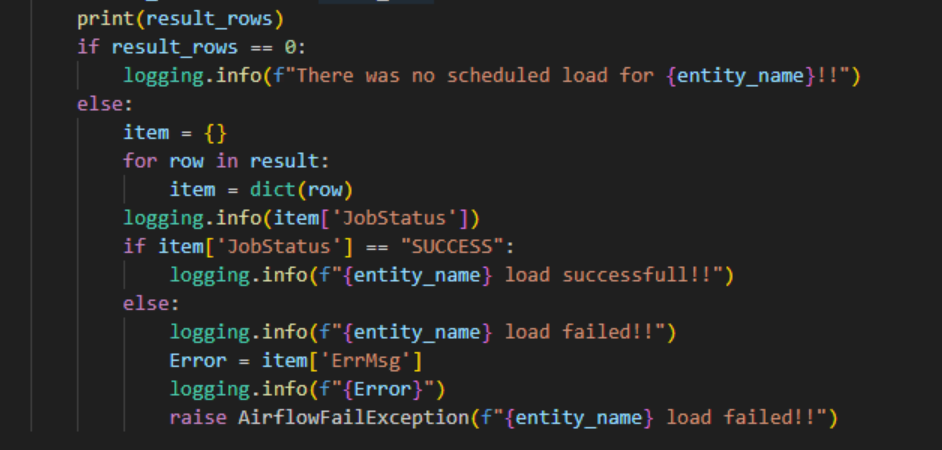 print(result_rows)
if result_rows == 0:
    logging.info(f"There was no scheduled load for {entity_name}!!")
else:
    item = {}
    for row in result:
        item = dict(row)
    logging.info(item['JobStatus'])
    if item['JobStatus'] == "SUCCESS":
        logging.info(f"{entity_name} load successfull!!")
    else:
        logging.info(f"{entity_name} load failed!!")
        Error = item['ErrMsg']
        logging.info(f"{Error}")
        raise AirflowFailException(f"{entity_name} load failed!!")